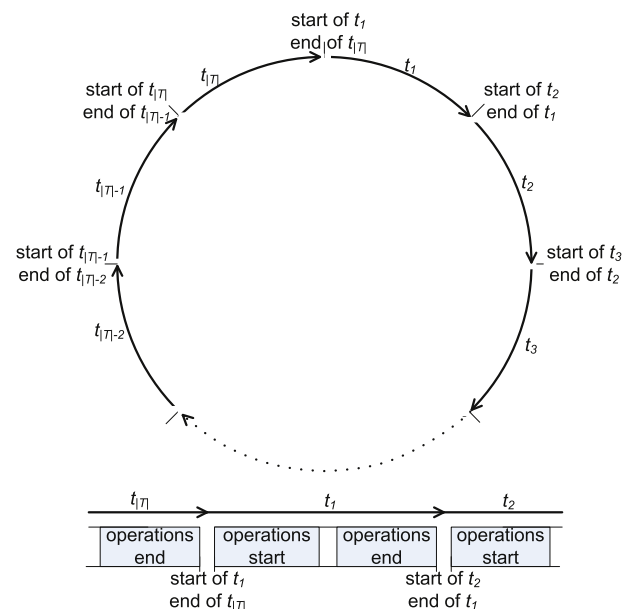 start of t1
end of t|T|
t|T|
t1
start of t|T|
end of t|T|-1
start of t2
end of t1
t|T|-1
t2
start of t|T|-1
end of t|T|-2
start of t3
end of t2
t|T|-2
t3
t|T|
t1
t2
operations
end
operations
start
operations
end
operations
start
start of t1
end of t|T|
start of t2
end of t1